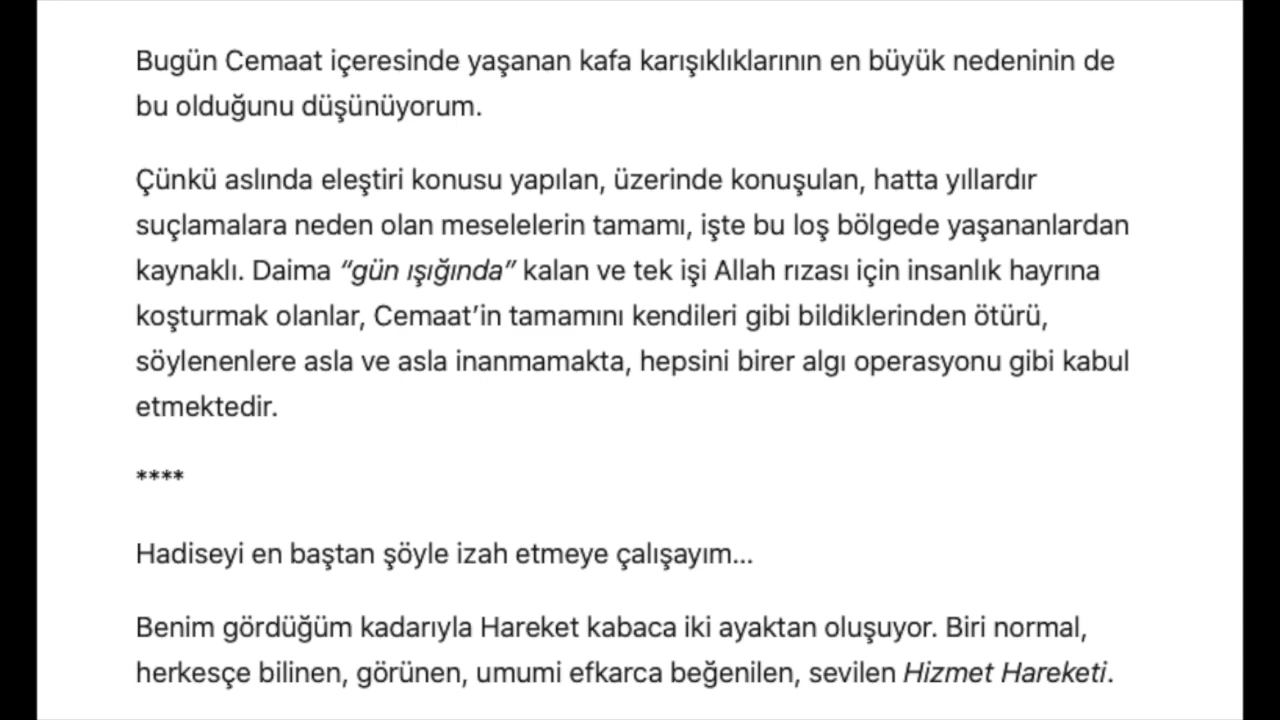 Bugün Cemaat içeresinde yaşanan kafa karışıklıklarının en büyük nedeninin de
bu olduğunu düşünüyorum.
Çünkü aslında eleştiri konusu yapılan, üzerinde konuşulan, hatta yıllardır
suçlamalara neden olan meselelerin tamamı, işte bu loş bölgede yaşananlardan
kaynaklı. Daima “gün ışığında” kalan ve tek işi Allah rızası için insanlık hayrına
koşturmak olanlar, Cemaat’in tamamını kendileri gibi bildiklerinden ötürü,
söylenenlere asla ve asla inanmamakta, hepsini birer algı operasyonu gibi kabul
etmektedir.
****
Hadiseyi en baştan şöyle izah etmeye çalışayım...
Benim gördüğüm kadarıyla Hareket kabaca iki ayaktan oluşuyor. Biri normal,
herkesçe bilinen, görünen, umumi efkarca beğenilen, sevilen Hizmet Hareketi.